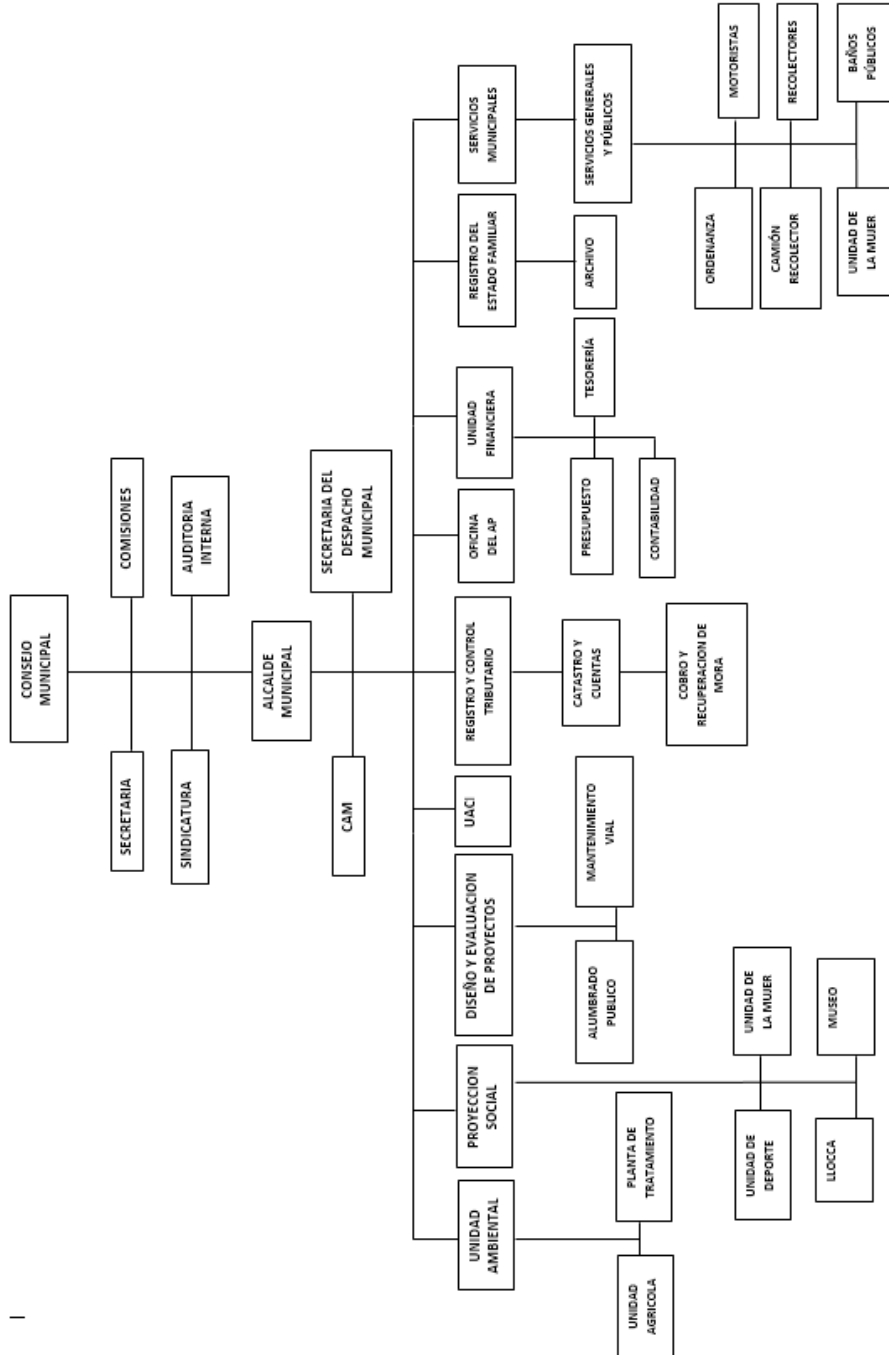 CONSEJO
MUNICIPAL
SECRETARIA
COMISIONES
SINDICATURA
AUDITORIA
INTERNA
ALCALDE
MUNICIPAL
CAM
SECRETARIA DEL
DESPACHO
MUNICIPAL
UNIDAD
AMBIENTAL
PROYECCION
SOCIAL
DISEÑO Y EVALUACION
DE PROYECTOS
UACI
REGISTRO Y CONTROL
TRIBUTARIO
OFICINA
DEL AP
UNIDAD
FINANCIERA
REGISTRO DEL
ESTADO FAMILIAR
SERVICIOS
MUNICIPALES
UNIDAD
AGRICOLA
PLANTA DE
TRATAMIENTO
UNIDAD DE
DEPORTE
UNIDAD DE
LA MUJER
LLOCCA
MUSEO
ALUMBRADO
PUBLICO
MANTENIMIENTO
VIAL
CATASTRO Y
CUENTAS
COBRO Y
RECUPERACION DE
MORA
PRESUPUESTO
TESORERÍA
CONTABILIDAD
ARCHIVO
SERVICIOS GENERALES
Y PÚBLICOS
ORDENANZA
MOTORISTAS
CAMIÓN
RECOLECTOR
RECOLECTORES
UNIDAD DE
LA MUJER
BAÑOS
PÚBLICOS